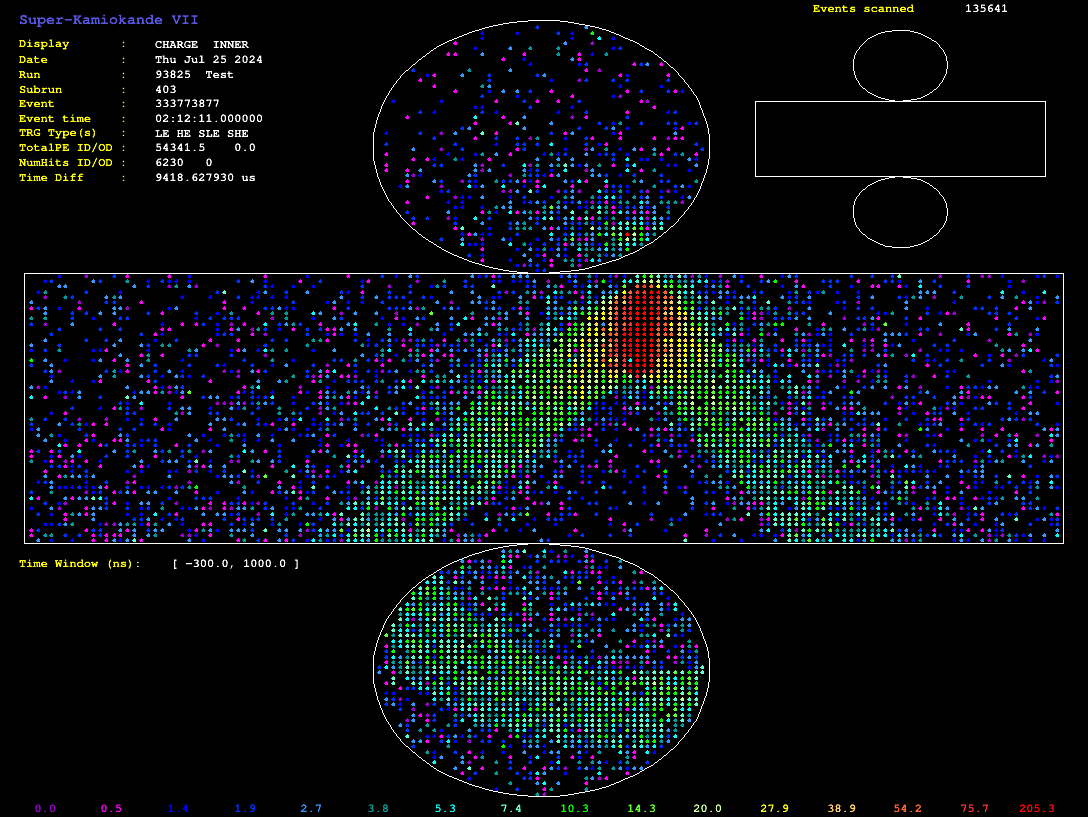 Super-Kamiokande VII
Events scanned 135641
Display : CHARGE INNER
Date : Thu Jul 25 2024
Run : 93825 Test
Subrun : 403
Event : 333773877
Event time : 02:12:11.000000
TRG Type(s) : LE HE SLE SHE
TotalPE ID/OD : 54341.5 0.0
NumHits ID/OD : 6230 0
Time Diff : 9418.627930 us
Time Window (ns): [ -300.0, 1000.0 ]
0.0 0.5 1.4 1.9 2.7 3.8 5.3 7.4 10.3 14.3 20.0 27.9 38.9 54.2 75.7 205.3